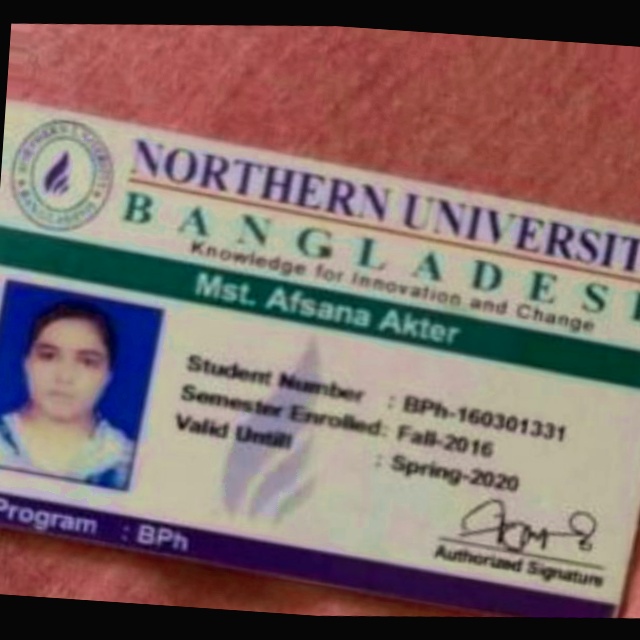 NORTHERN UNIVERSIT
BANGLADES
Knowledge for Innovation and Change
Mst. Afsana Akter
Student Number : BPh-160301331
Semester Enrolled: Fall-2016
Valid Untill : Spring-2020
Authorized Signature
Program : BPh